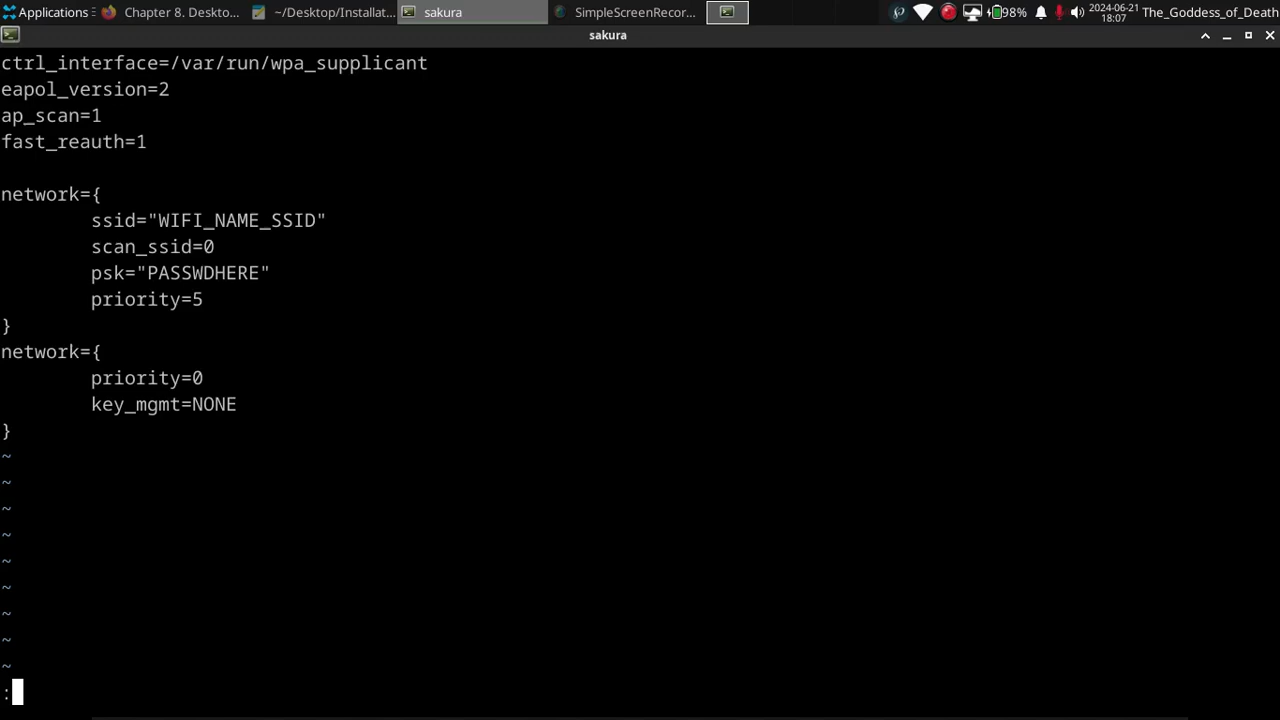 Applications Chapter 8. Deskto... ~/Desktop/Installat... sakura SimpleScreenRecor... 98% 2024-06-21 18:07 The_Goddess_of_Death
sakura
ctrl_interface=/var/run/wpa_supplicant
eapol_version=2
ap_scan=1
fast_reauth=1
network={
        ssid="WIFI_NAME_SSID"
        scan_ssid=0
        psk="PASSWDHERE"
        priority=5
}
network={
        priority=0
        key_mgmt=NONE
}
~
~
~
~
~
~
~
~
~
: